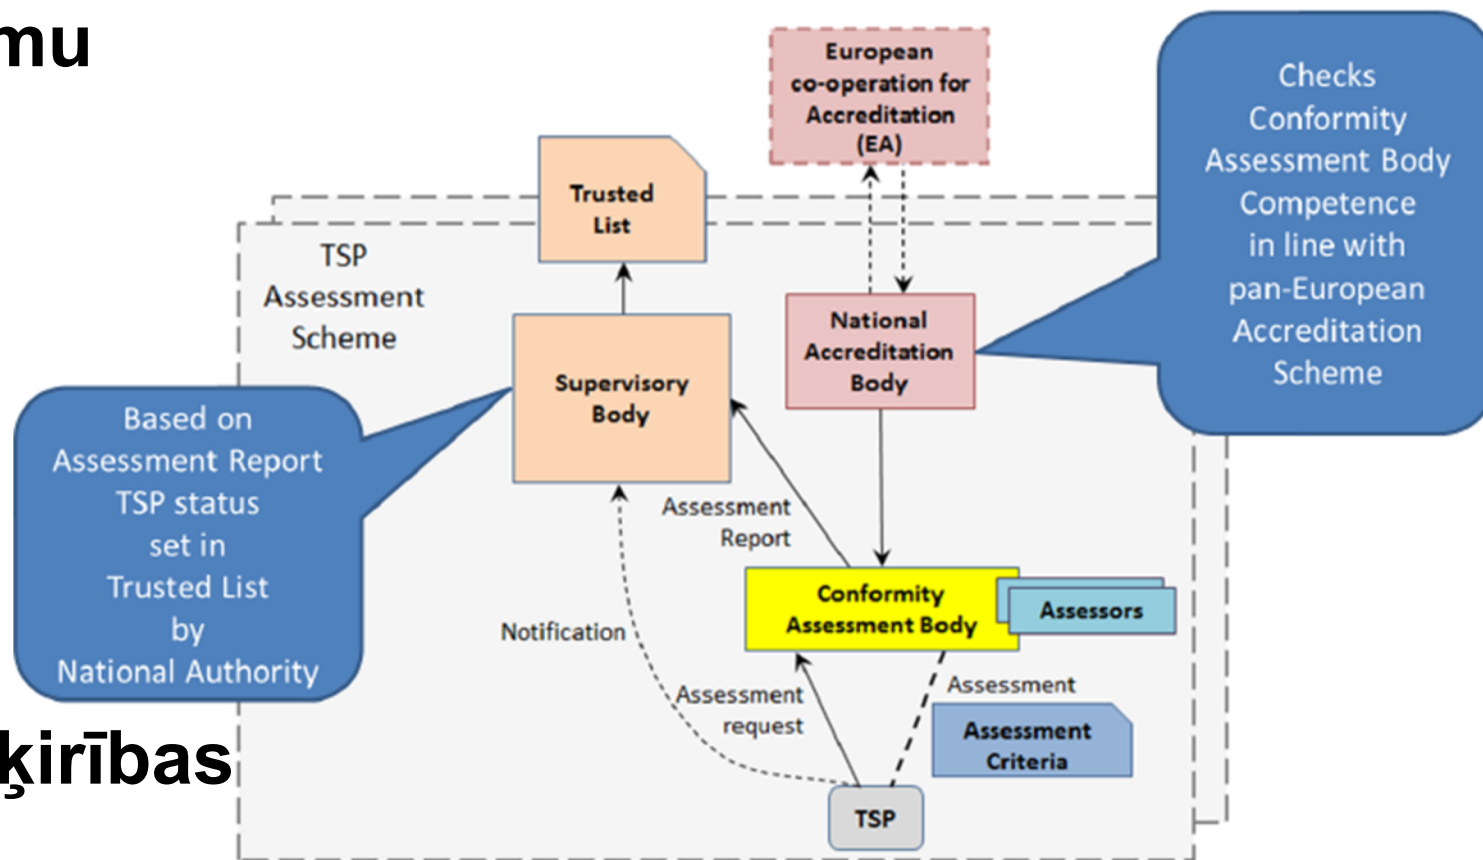 mu
European
co-operation for
Accreditation
(EA)
Checks
Conformity
Assessment Body
Competence
in line with
pan-European
Accreditation
Scheme
Trusted
List
TSP
Assessment
Scheme
National
Accreditation
Body
Supervisory
Body
Based on
Assessment Report
TSP status
set in
Trusted List
by
National Authority
Assessment
Report
Conformity
Assessment Body
Assessors
Notification
Assessment
request
Assessment
Assessment
Criteria
ķirības
TSP